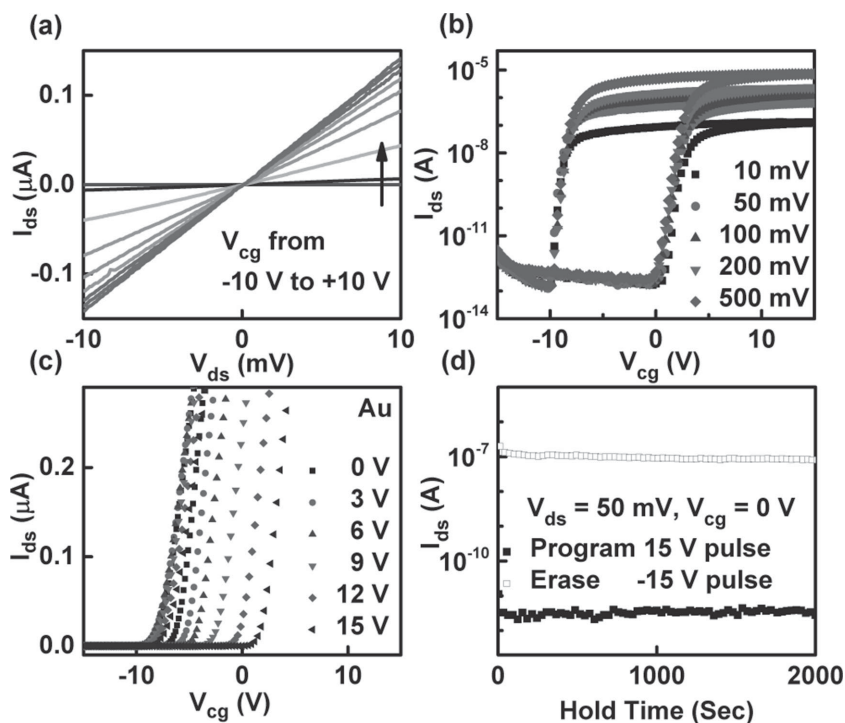 (a)
I_ds (μA)
0.1
0.0
-0.1
V_cg from
-10 V to +10 V
-10
0
10
V_ds (mV)
(b)
I_ds (A)
10^-5
10^-8
10^-11
10^-14
10 mV
50 mV
100 mV
200 mV
500 mV
-10
0
10
V_cg (V)
(c)
I_ds (μA)
0.2
0.1
0.0
Au
0 V
3 V
6 V
9 V
12 V
15 V
-10
0
10
V_cg (V)
(d)
I_ds (A)
10^-7
10^-10
V_ds = 50 mV, V_cg = 0 V
Program 15 V pulse
Erase -15 V pulse
0
1000
2000
Hold Time (Sec)